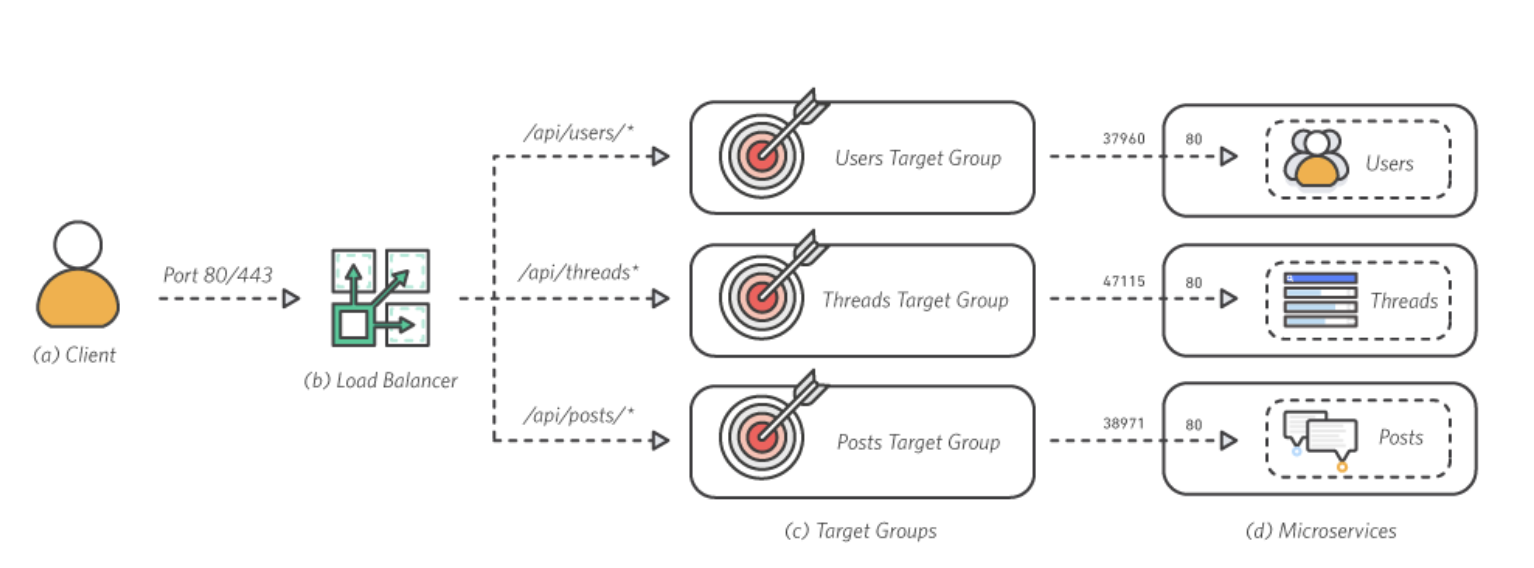 /api/users/*
Users Target Group
37960
80
Users
Port 80/443
/api/threads*
Threads Target Group
47115
80
Threads
(a) Client
(b) Load Balancer
/api/posts/*
Posts Target Group
38971
80
Posts
(c) Target Groups
(d) Microservices